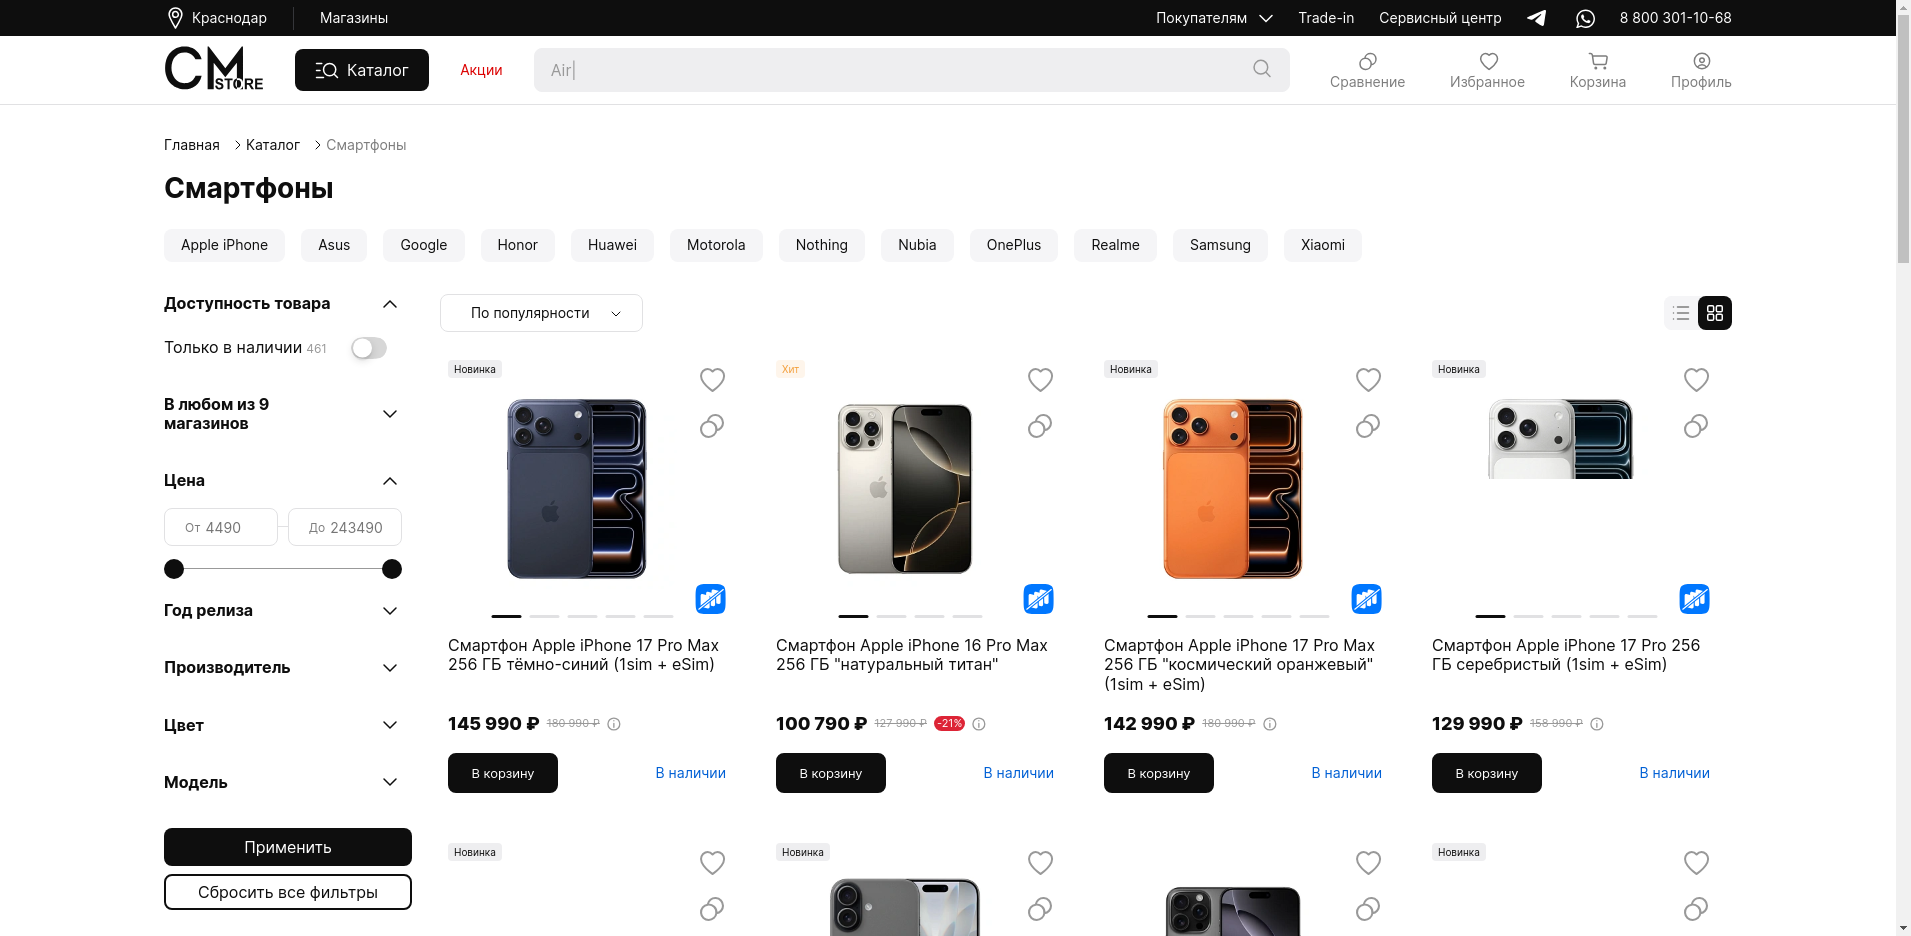 Краснодар
Магазины
Покупателям
Trade-in
Сервисный центр
8 800 301-10-68
CM STORE
Каталог
Акции
Air|
Сравнение
Избранное
Корзина
Профиль
Главная
Каталог
Смартфоны
Смартфоны
Apple iPhone
Asus
Google
Honor
Huawei
Motorola
Nothing
Nubia
OnePlus
Realme
Samsung
Xiaomi
Доступность товара
Только в наличии 461
В любом из 9
магазинов
Цена
От 4490
До 243490
Год релиза
Производитель
Цвет
Модель
Применить
Сбросить все фильтры
По популярности
Новинка
Смартфон Apple iPhone 17 Pro Max
256 ГБ тёмно-синий (1sim + eSim)
145 990 ₽ 180 990 ₽
В корзину
В наличии
Хит
Смартфон Apple iPhone 16 Pro Max
256 ГБ "натуральный титан"
100 790 ₽ 127 990 ₽ -21%
В корзину
В наличии
Новинка
Смартфон Apple iPhone 17 Pro Max
256 ГБ "космический оранжевый"
(1sim + eSim)
142 990 ₽ 180 990 ₽
В корзину
В наличии
Новинка
Смартфон Apple iPhone 17 Pro 256
ГБ серебристый (1sim + eSim)
129 990 ₽ 158 990 ₽
В корзину
В наличии
Новинка
Новинка
Новинка